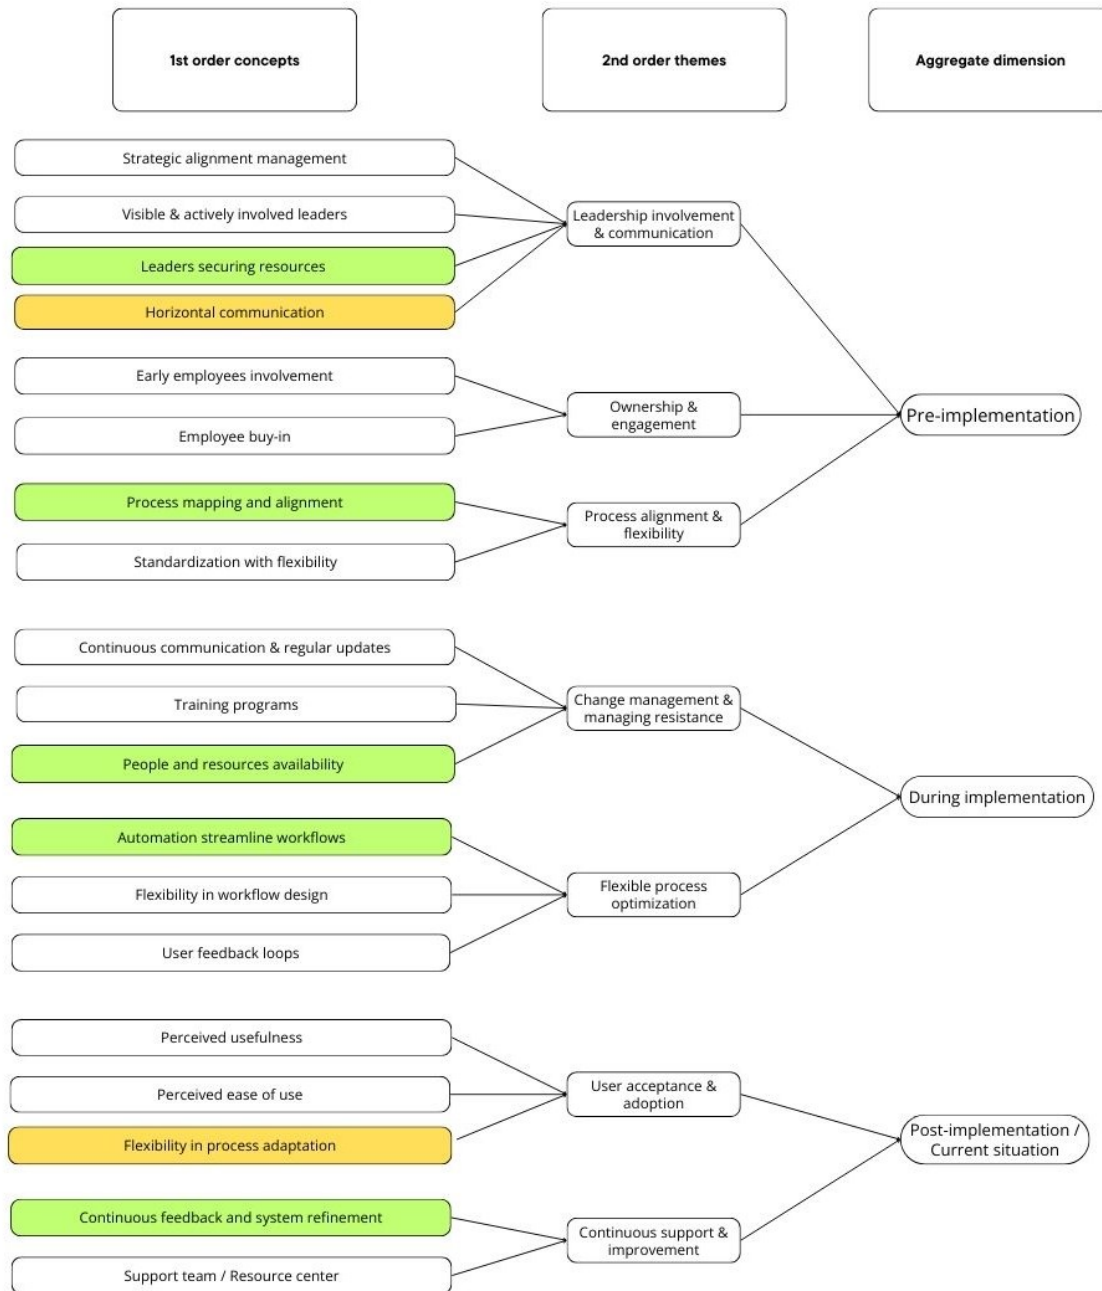 1st order concepts
2nd order themes
Aggregate dimension
Strategic alignment management
Visible & actively involved leaders
Leaders securing resources
Horizontal communication
Leadership involvement
& communication
Early employees involvement
Employee buy-in
Ownership &
engagement
Process mapping and alignment
Standardization with flexibility
Process alignment &
flexibility
Pre-implementation
Continuous communication & regular updates
Training programs
People and resources availability
Change management &
managing resistance
Automation streamline workflows
Flexibility in workflow design
User feedback loops
Flexible process
optimization
During implementation
Perceived usefulness
Perceived ease of use
Flexibility in process adaptation
User acceptance &
adoption
Continuous feedback and system refinement
Support team / Resource center
Continuous support &
improvement
Post-implementation /
Current situation